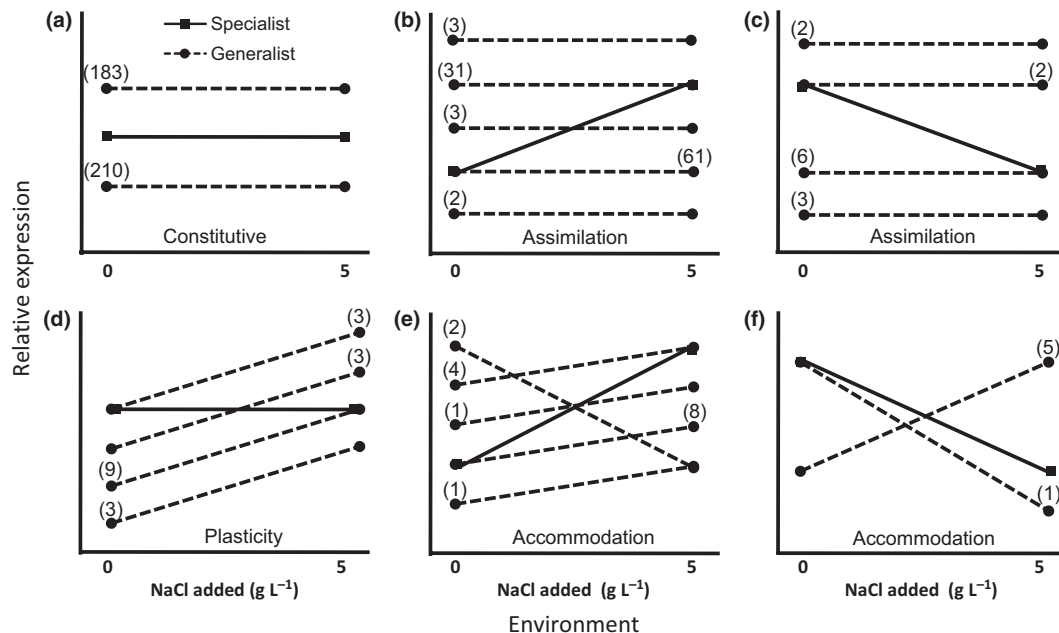 (a)
Specialist
Generalist
(183)
(210)
Constitutive
0 5
(b)
(3)
(31)
(3)
(61)
(2)
Assimilation
0 5
(c)
(2)
(2)
(6)
(3)
Assimilation
0 5
Relative expression
(d)
(3)
(3)
(9)
(3)
Plasticity
0 5
NaCl added (g L⁻¹)
(e)
(2)
(4)
(1)
(8)
(1)
Accommodation
0 5
NaCl added (g L⁻¹)
(f)
(5)
(1)
Accommodation
0 5
NaCl added (g L⁻¹)
Environment